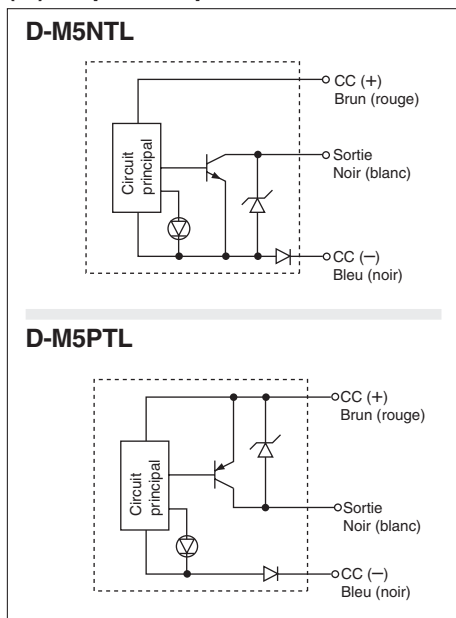 D-M5NTL
CC (+)
Brun (rouge)
Circuit
principal
Sortie
Noir (blanc)
CC (−)
Bleu (noir)
D-M5PTL
CC (+)
Brun (rouge)
Circuit
principal
Sortie
Noir (blanc)
CC (−)
Bleu (noir)